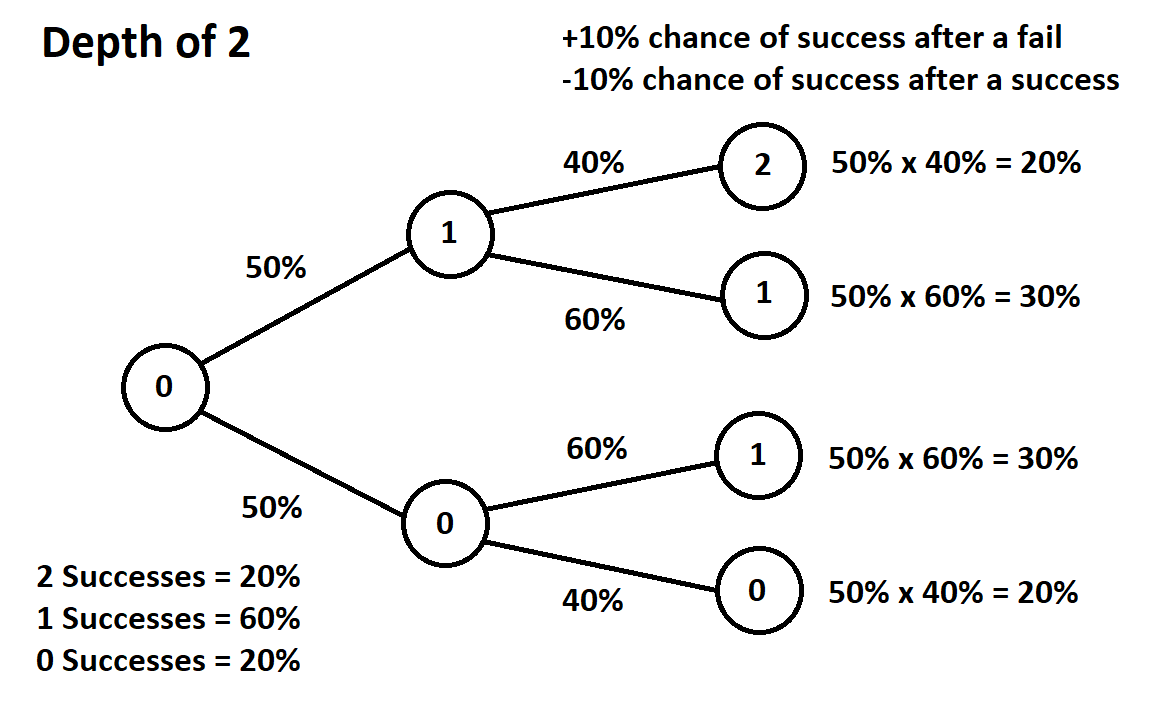 Depth of 2
+10% chance of success after a fail
-10% chance of success after a success
40%
2
50% x 40% = 20%
50%
1
60%
1
50% x 60% = 30%
0
50%
0
60%
1
50% x 60% = 30%
40%
0
50% x 40% = 20%
2 Successes = 20%
1 Successes = 60%
0 Successes = 20%